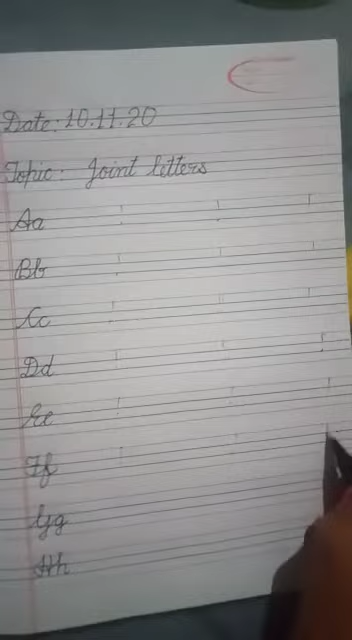 Date: 10.11.20
Topic: Joint letters
Aa
Bb
Cc
Dd
Ee
Ff
Gg
Hh